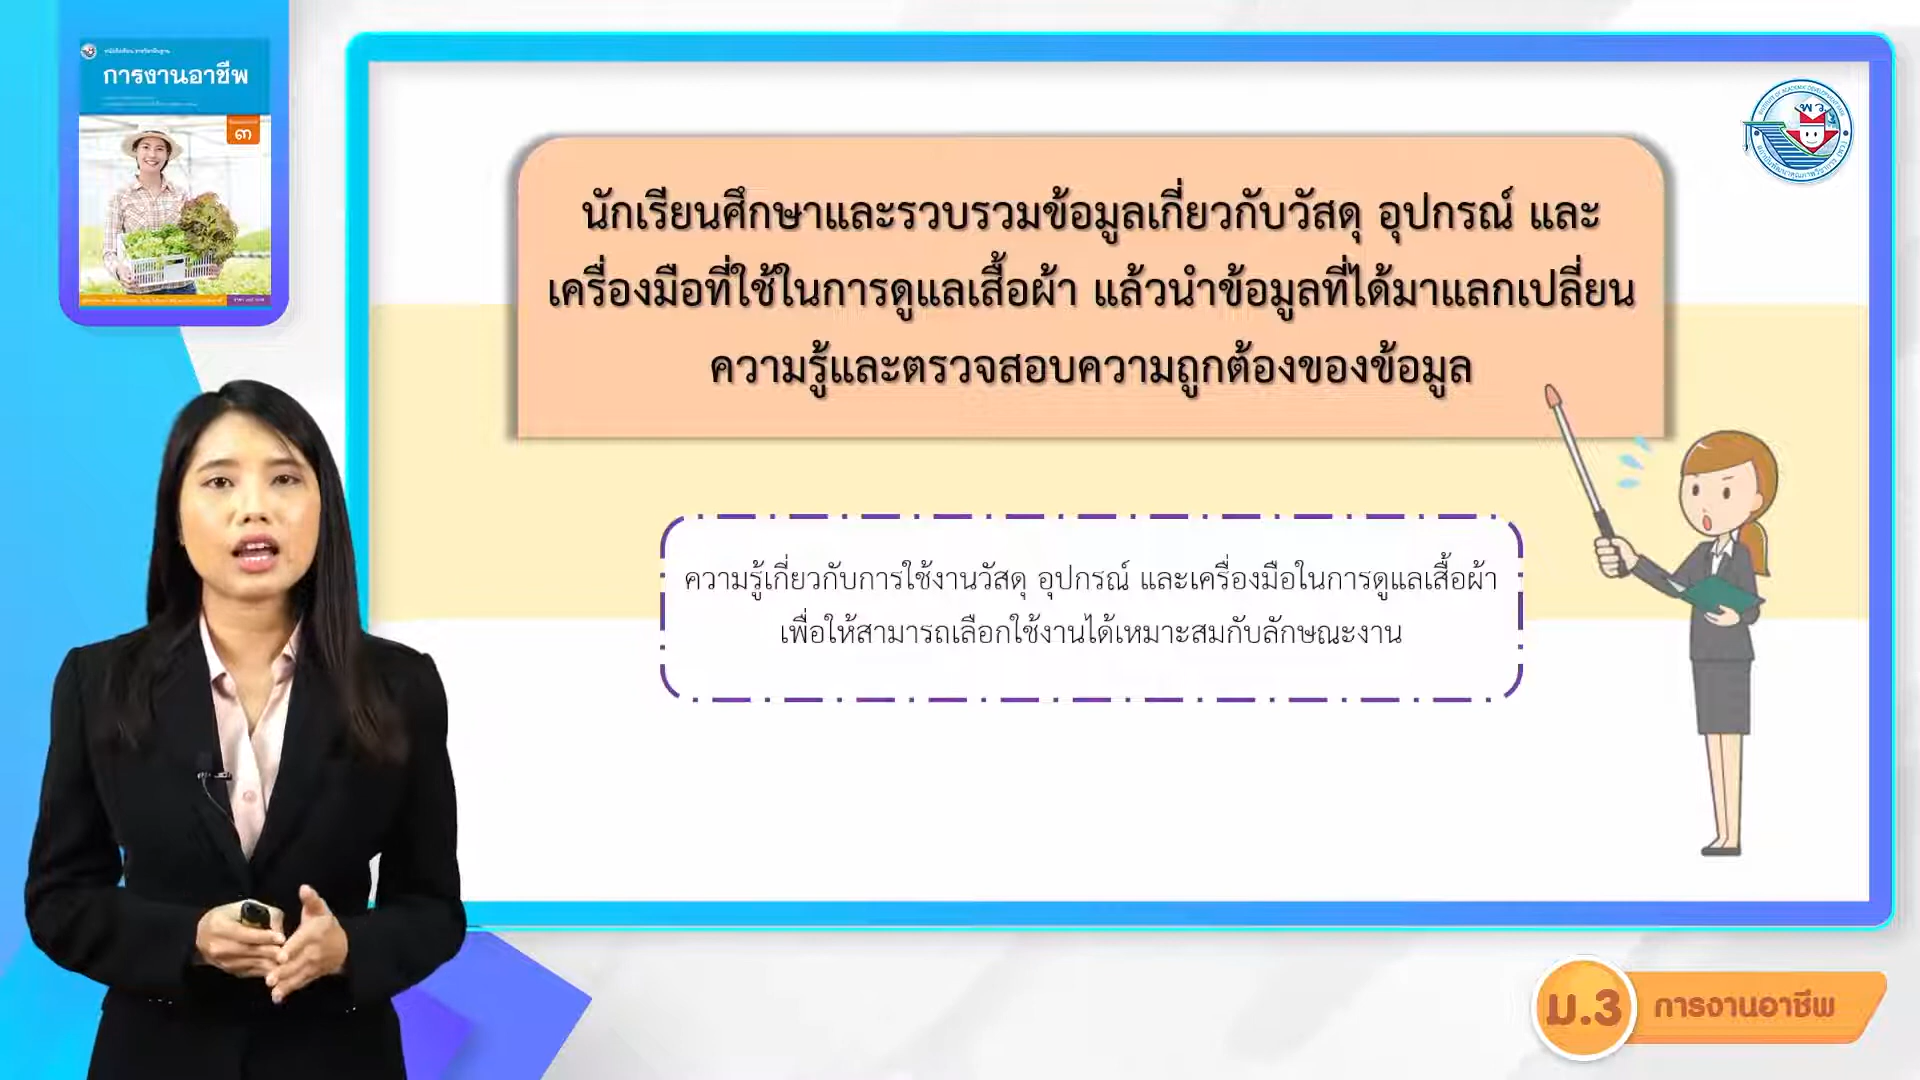 การงานอาชีพ
๓
พว
นักเรียนศึกษาและรวบรวมข้อมูลเกี่ยวกับวัสดุ อุปกรณ์ และ
เครื่องมือที่ใช้ในการดูแลเสื้อผ้า แล้วนำข้อมูลที่ได้มาแลกเปลี่ยน
ความรู้และตรวจสอบความถูกต้องของข้อมูล
ความรู้เกี่ยวกับการใช้งานวัสดุ อุปกรณ์ และเครื่องมือในการดูแลเสื้อผ้า
เพื่อให้สามารถเลือกใช้งานได้เหมาะสมกับลักษณะงาน
ม.3 การงานอาชีพ